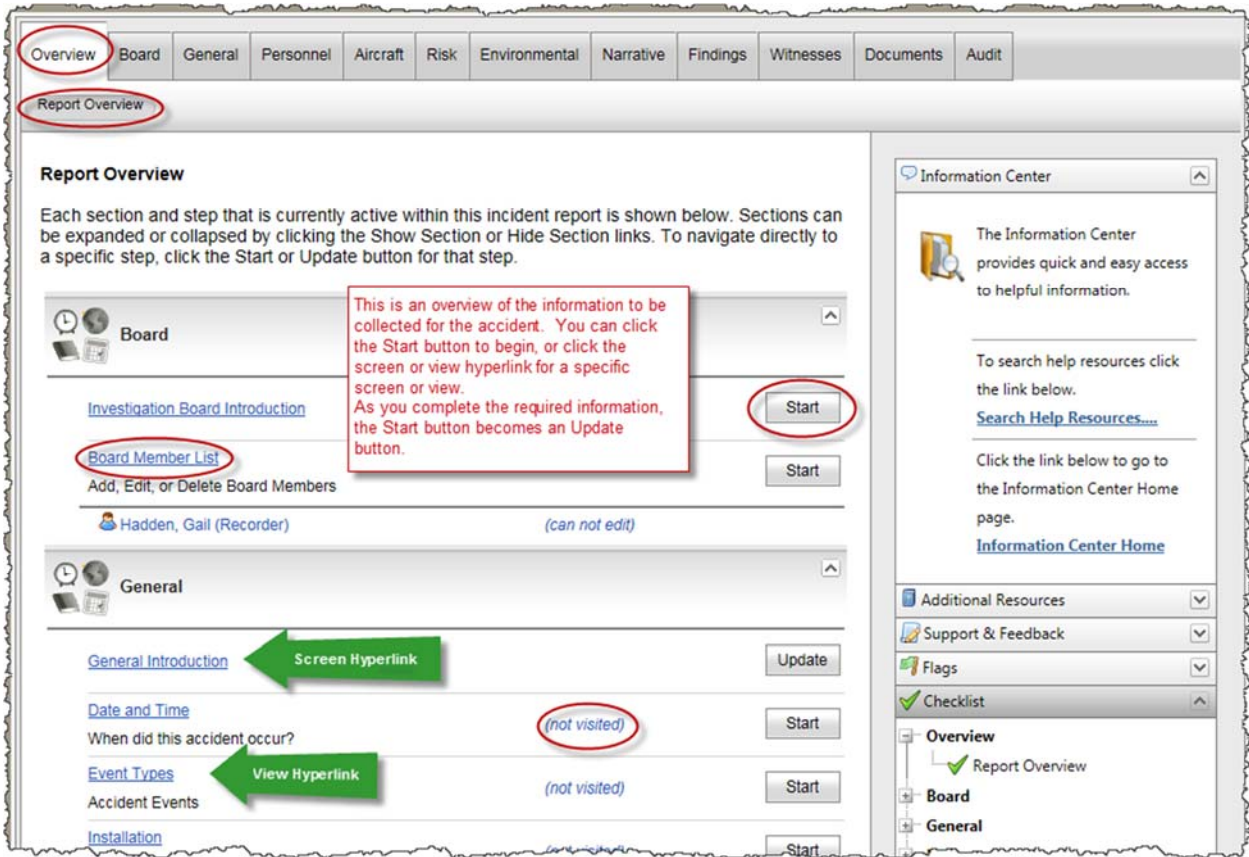 Overview Board General Personnel Aircraft Risk Environmental Narrative Findings Witnesses Documents Audit
Report Overview
Report Overview
Each section and step that is currently active within this incident report is shown below. Sections can
be expanded or collapsed by clicking the Show Section or Hide Section links. To navigate directly to
a specific step, click the Start or Update button for that step.
Board
This is an overview of the information to be
collected for the accident. You can click
the Start button to begin, or click the
screen or view hyperlink for a specific
screen or view.
As you complete the required information,
the Start button becomes an Update
button.
Investigation Board Introduction
Start
Board Member List
Add, Edit, or Delete Board Members
Start
Hadden, Gail (Recorder) (can not edit)
General
General Introduction
Screen Hyperlink
Update
Date and Time
When did this accident occur?
(not visited)
Start
Event Types
View Hyperlink
Accident Events
(not visited)
Start
Installation
(not visited)
Start
Information Center
The Information Center
provides quick and easy access
to helpful information.
To search help resources click
the link below.
Search Help Resources....
Click the link below to go to
the Information Center Home
page.
Information Center Home
Additional Resources
Support & Feedback
Flags
Checklist
Overview
Report Overview
Board
General